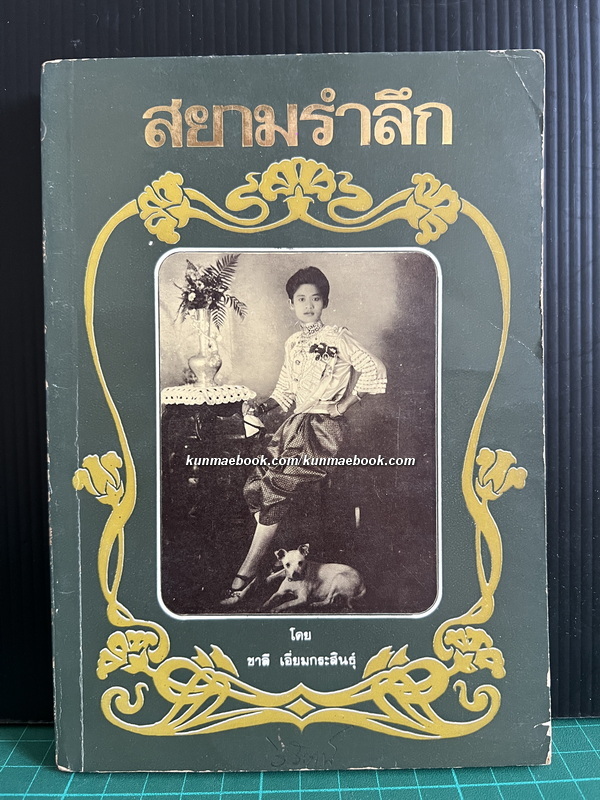 สยามรำลึก
kunmaebook.com/kunmaebook.com
โดย
ชาลี เอี่ยมกระสินธุ์